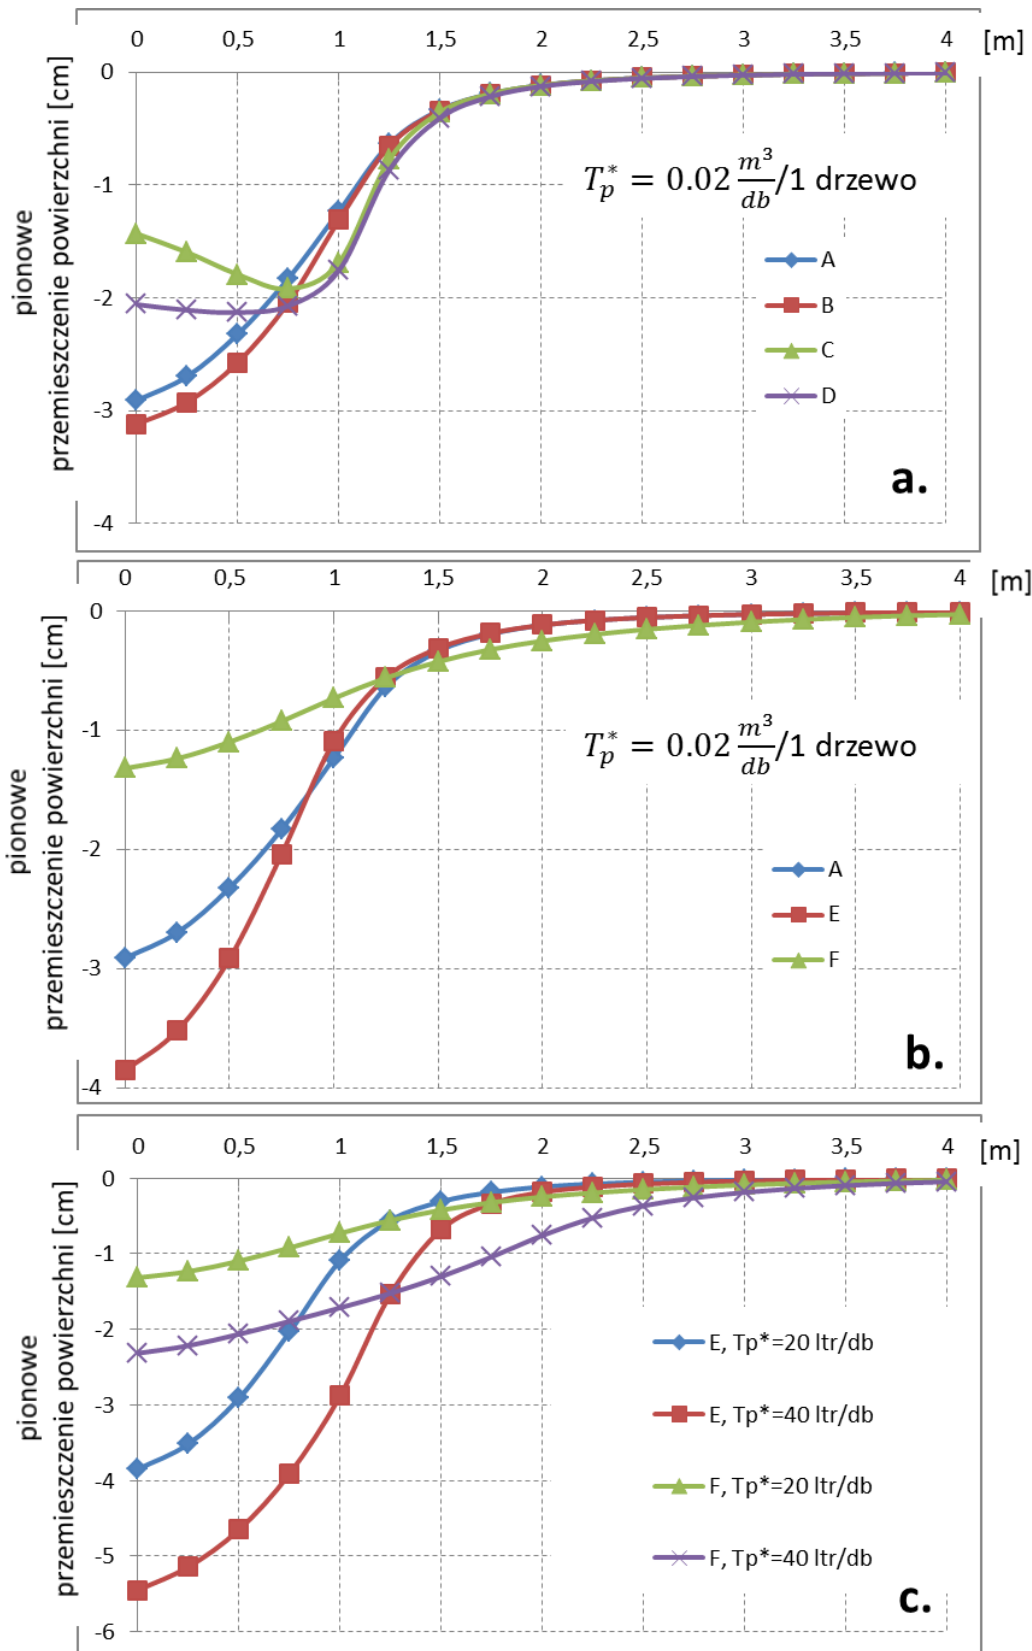 0 0,5 1 1,5 2 2,5 3 3,5 4 [m]
0
-1
-2
-3
-4
pionowe
przemieszczenie powierzchni [cm]
T_p^* = 0.02 m^3/db /1 drzewo
A
B
C
D
a.
0 0,5 1 1,5 2 2,5 3 3,5 4 [m]
0
-1
-2
-3
-4
pionowe
przemieszczenie powierzchni [cm]
T_p^* = 0.02 m^3/db /1 drzewo
A
E
F
b.
0 0,5 1 1,5 2 2,5 3 3,5 4 [m]
0
-1
-2
-3
-4
-5
-6
pionowe
przemieszczenie powierzchni [cm]
E, Tp*=20 ltr/db
E, Tp*=40 ltr/db
F, Tp*=20 ltr/db
F, Tp*=40 ltr/db
c.